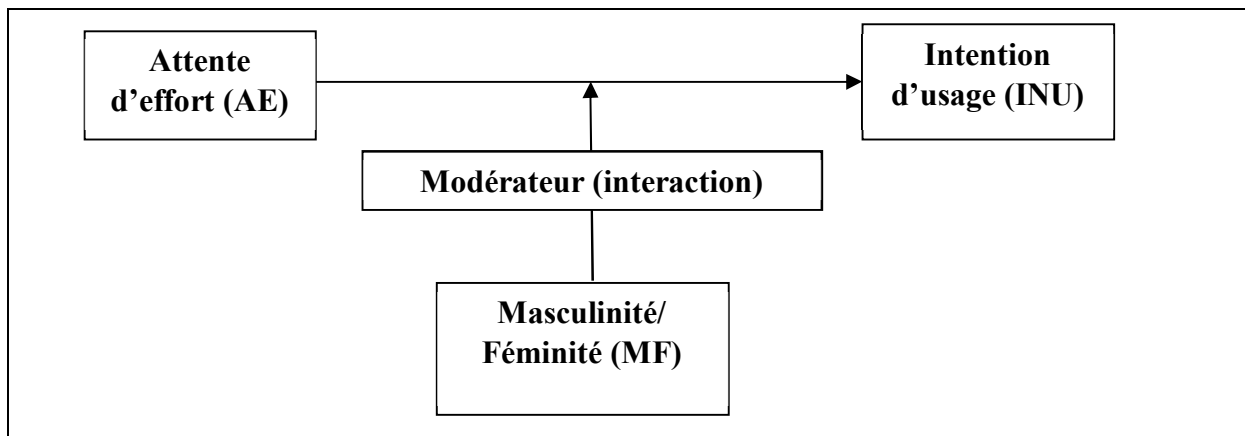 Attente
d’effort (AE)
Intention
d’usage (INU)
Modérateur (interaction)
Masculinité/
Féminité (MF)